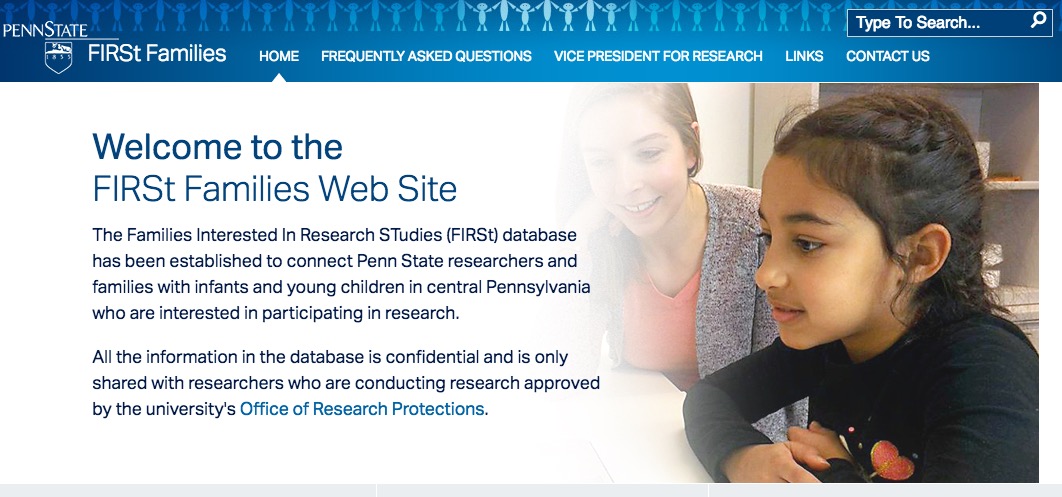 PENNSTATE
1855
FIRSt Families
HOME
FREQUENTLY ASKED QUESTIONS
VICE PRESIDENT FOR RESEARCH
LINKS
CONTACT US
Type To Search...
Welcome to the
FIRSt Families Web Site
The Families Interested In Research STudies (FIRSt) database
has been established to connect Penn State researchers and
families with infants and young children in central Pennsylvania
who are interested in participating in research.
All the information in the database is confidential and is only
shared with researchers who are conducting research approved
by the university's Office of Research Protections.